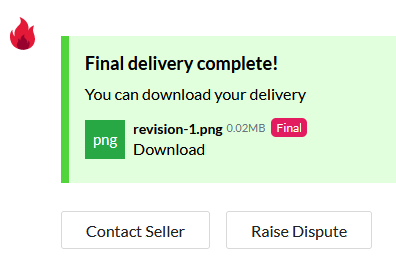 Final delivery complete!
You can download your delivery
png
revision-1.png 0.02MB Final
Download
Contact Seller
Raise Dispute